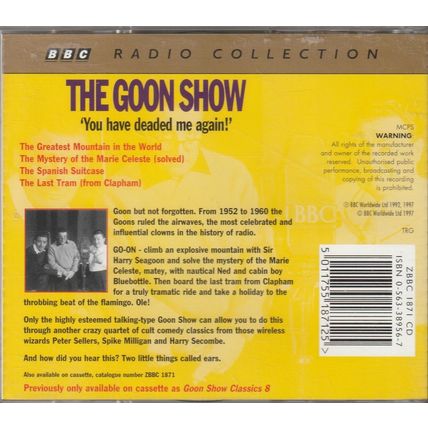 BBC RADIO COLLECTION
THE GOON SHOW
‘You have deaded me again!’
The Greatest Mountain in the World
The Mystery of the Marie Celeste (solved)
The Spanish Suitcase
The Last Tram (from Clapham)
Goon but not forgotten. From 1952 to 1960 the
Goons ruled the airwaves, the most celebrated and
influential clowns in the history of radio.
GO-ON - climb an explosive mountain with Sir
Harry Seagoon and solve the mystery of the Marie
Celeste, matey, with nautical Ned and cabin boy
Bluebottle. Then board the last tram from Clapham
for a truly dramatic ride and take a holiday to the
throbbing beat of the flamingo. Ole!
Only the highly esteemed talking-type Goon Show can allow you to do this
through another crazy quartet of cult comedy classics from those wireless
wizards Peter Sellers, Spike Milligan and Harry Secombe.
And how did you hear this? Two little things called ears.
Also available on cassette, catalogue number ZBBC 1871
Previously only available on cassette as Goon Show Classics 8
MCPS
WARNING
All rights of the manufacturer
and owner of the recorded work
reserved. Unauthorised public
performance, broadcasting and
copying of this recording
is prohibited.
℗ BBC Worldwide Ltd 1992, 1997
© BBC Worldwide Ltd 1997
TRG
BBC
ZBBC 1871 CD
ISBN 0-563-38956-7
5 011755 187125 >